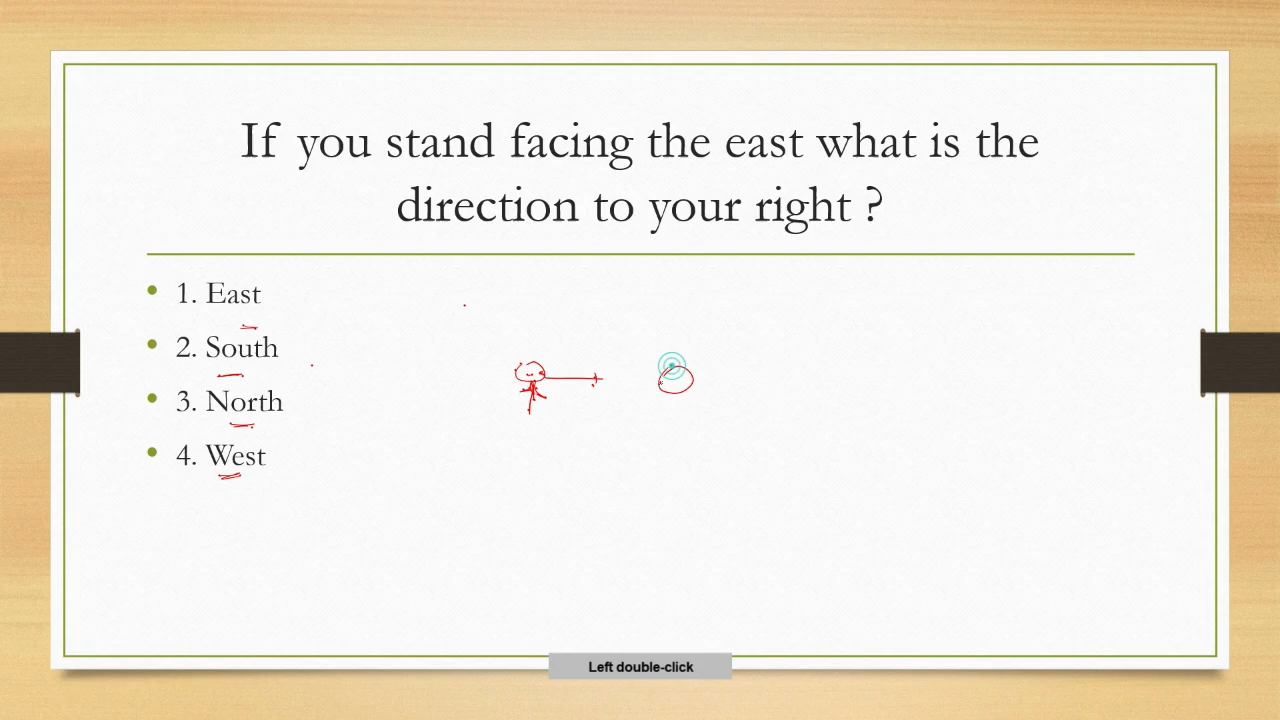 If you stand facing the east what is the
direction to your right ?
1. East
2. South
3. North
4. West
Left double-click